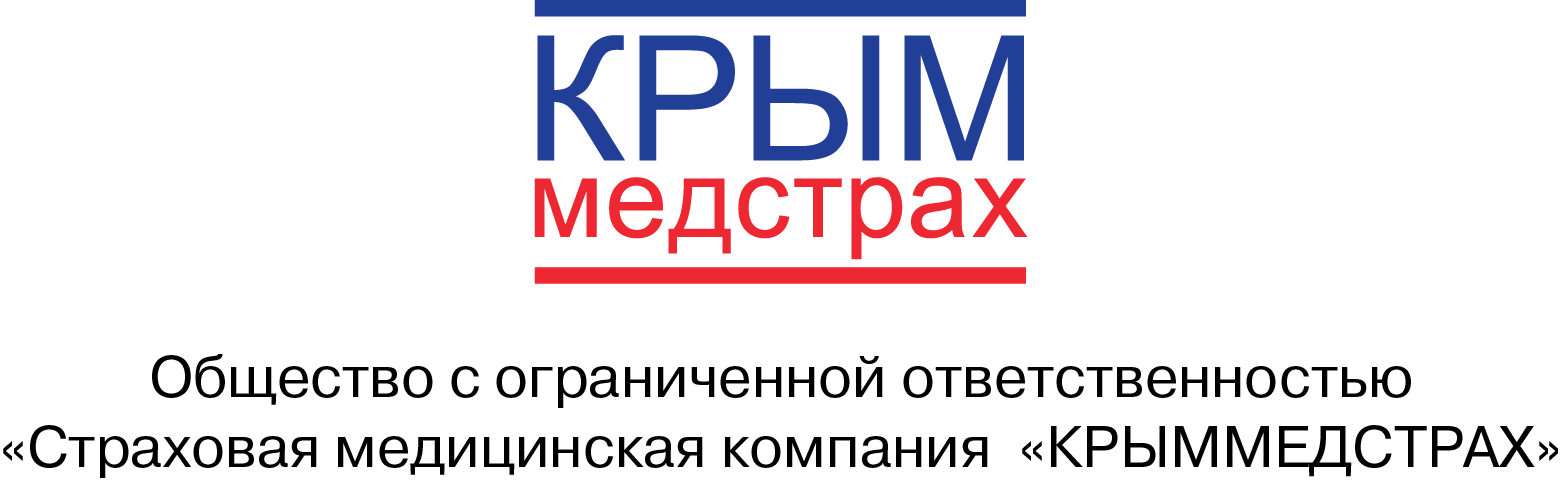 КРЫМ
медстрах
Общество с ограниченной ответственностью
«Страховая медицинская компания «КРЫММЕДСТРАХ»